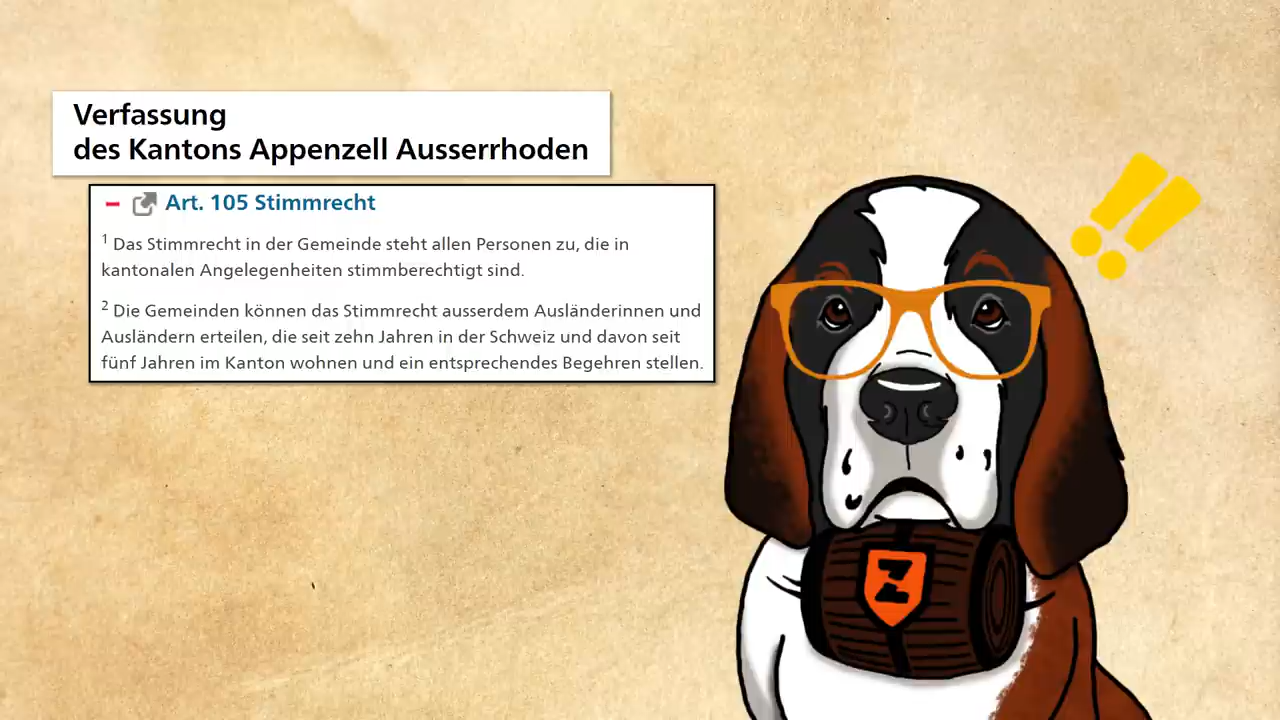 Verfassung
des Kantons Appenzell Ausserrhoden
Art. 105 Stimmrecht
1 Das Stimmrecht in der Gemeinde steht allen Personen zu, die in
kantonalen Angelegenheiten stimmberechtigt sind.
2 Die Gemeinden können das Stimmrecht ausserdem Ausländerinnen und
Ausländern erteilen, die seit zehn Jahren in der Schweiz und davon seit
fünf Jahren im Kanton wohnen und ein entsprechendes Begehren stellen.
!!
Z